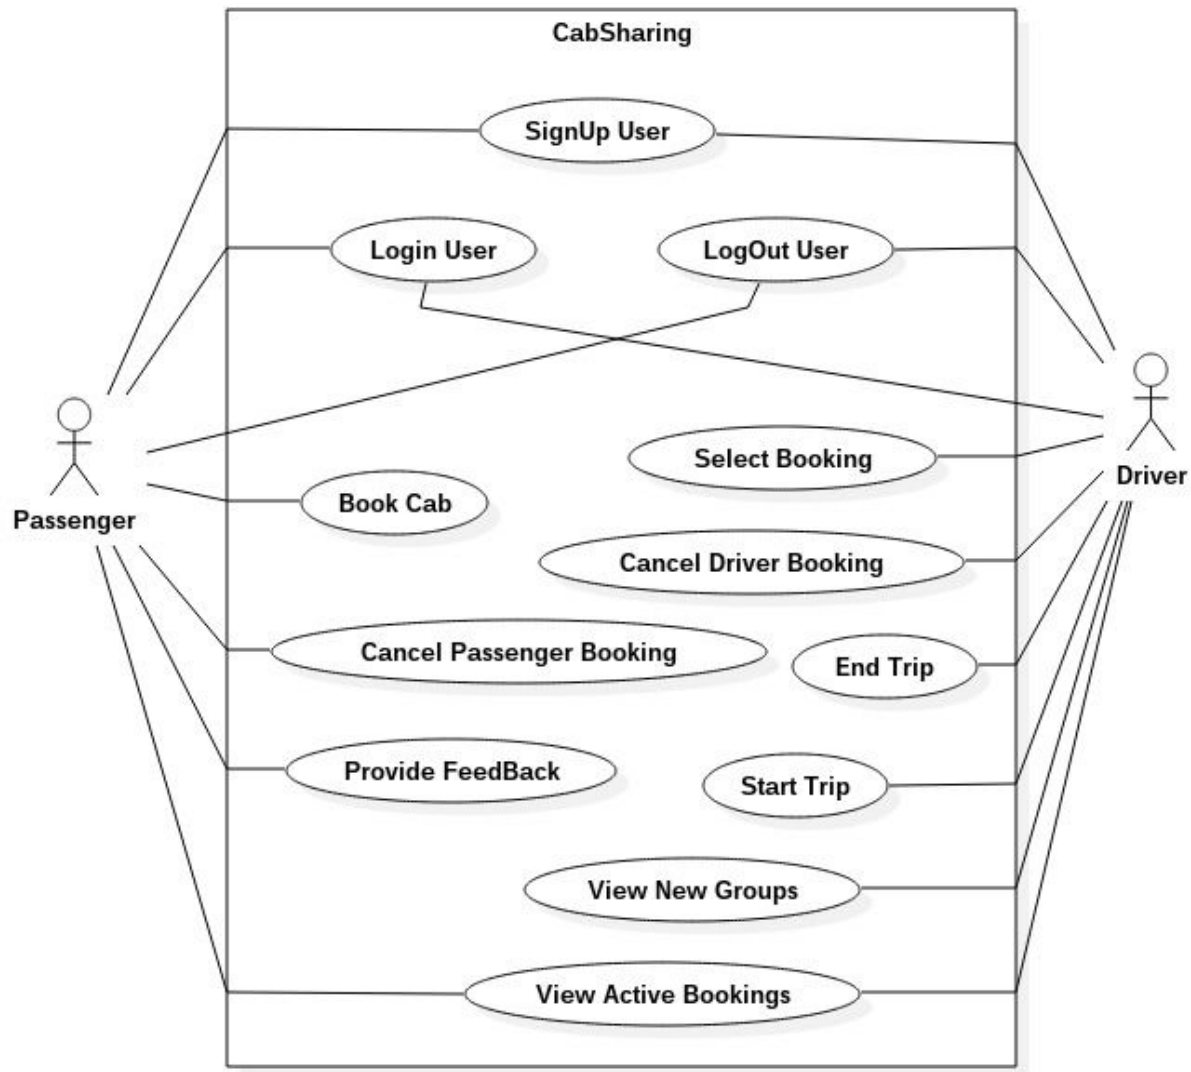 CabSharing
SignUp User
Login User
LogOut User
Select Booking
Driver
Book Cab
Passenger
Cancel Driver Booking
Cancel Passenger Booking
End Trip
Provide FeedBack
Start Trip
View New Groups
View Active Bookings